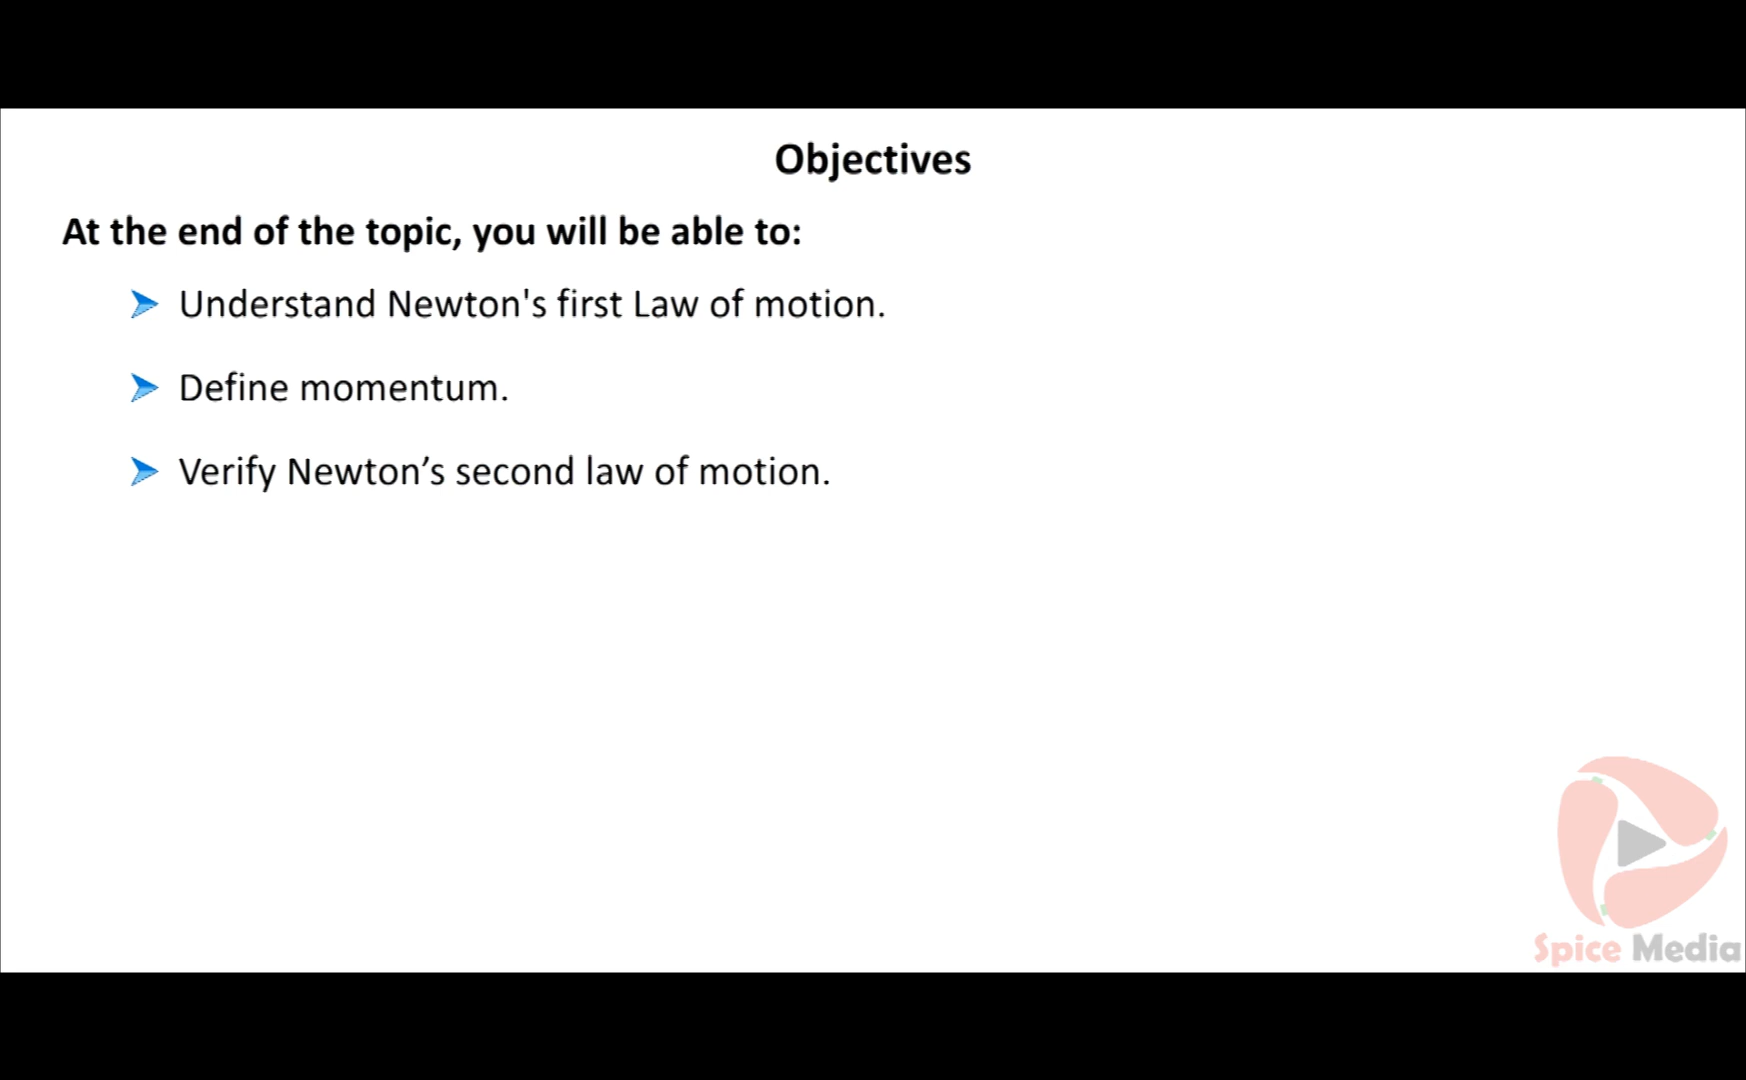 Objectives
At the end of the topic, you will be able to:
Understand Newton's first Law of motion.
Define momentum.
Verify Newton’s second law of motion.
Spice Media